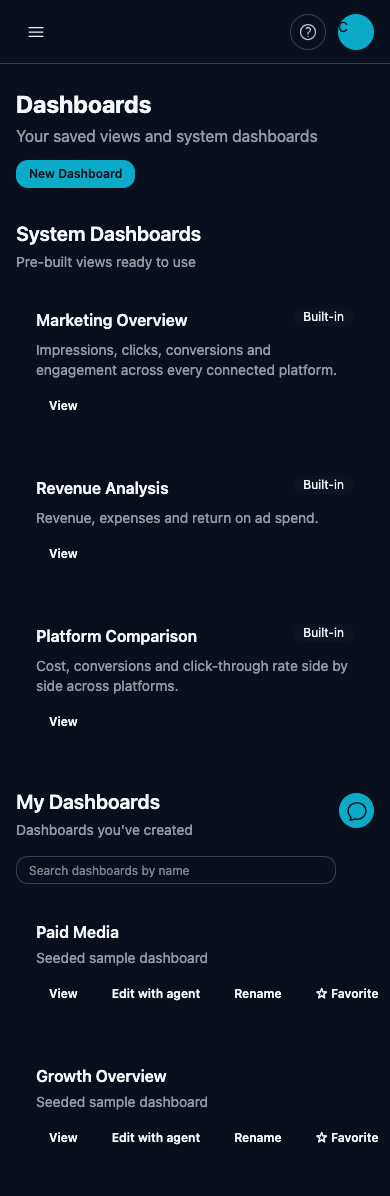 C
Dashboards
Your saved views and system dashboards
New Dashboard
System Dashboards
Pre-built views ready to use
Marketing Overview
Built-in
Impressions, clicks, conversions and
engagement across every connected platform.
View
Revenue Analysis
Built-in
Revenue, expenses and return on ad spend.
View
Platform Comparison
Built-in
Cost, conversions and click-through rate side by
side across platforms.
View
My Dashboards
Dashboards you've created
Search dashboards by name
Paid Media
Seeded sample dashboard
View Edit with agent Rename ☆ Favorite
Growth Overview
Seeded sample dashboard
View Edit with agent Rename ☆ Favorite